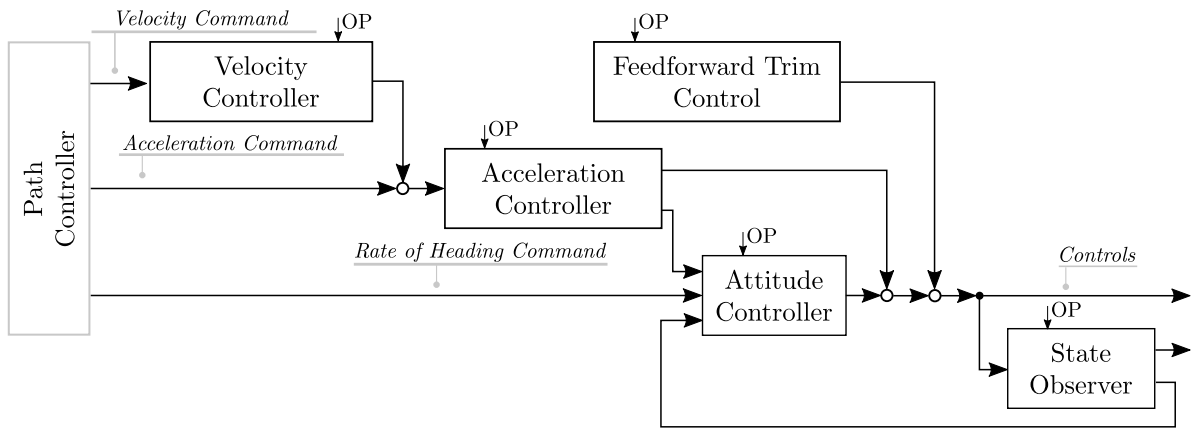 Velocity Command
OP
OP
Velocity
Controller
Feedforward Trim
Control
Path
Controller
Acceleration Command
OP
Acceleration
Controller
Rate of Heading Command
OP
Attitude
Controller
Controls
OP
State
Observer